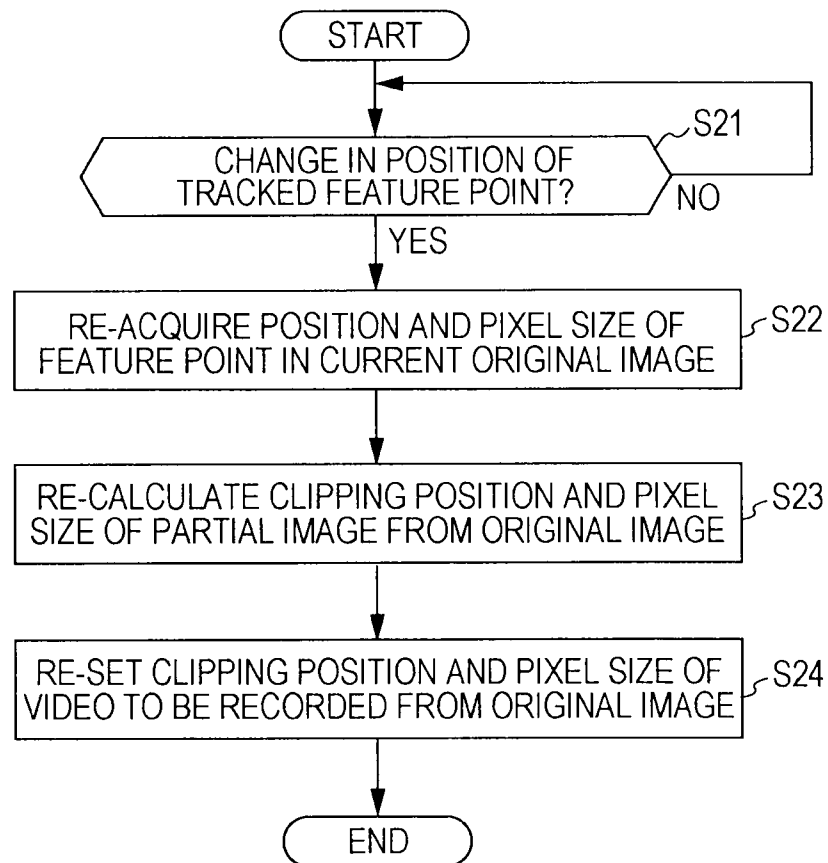 START
S21
CHANGE IN POSITION OF
TRACKED FEATURE POINT?
NO
YES
RE-ACQUIRE POSITION AND PIXEL SIZE OF
FEATURE POINT IN CURRENT ORIGINAL IMAGE
S22
RE-CALCULATE CLIPPING POSITION AND PIXEL
SIZE OF PARTIAL IMAGE FROM ORIGINAL IMAGE
S23
RE-SET CLIPPING POSITION AND PIXEL SIZE OF
VIDEO TO BE RECORDED FROM ORIGINAL IMAGE
S24
END